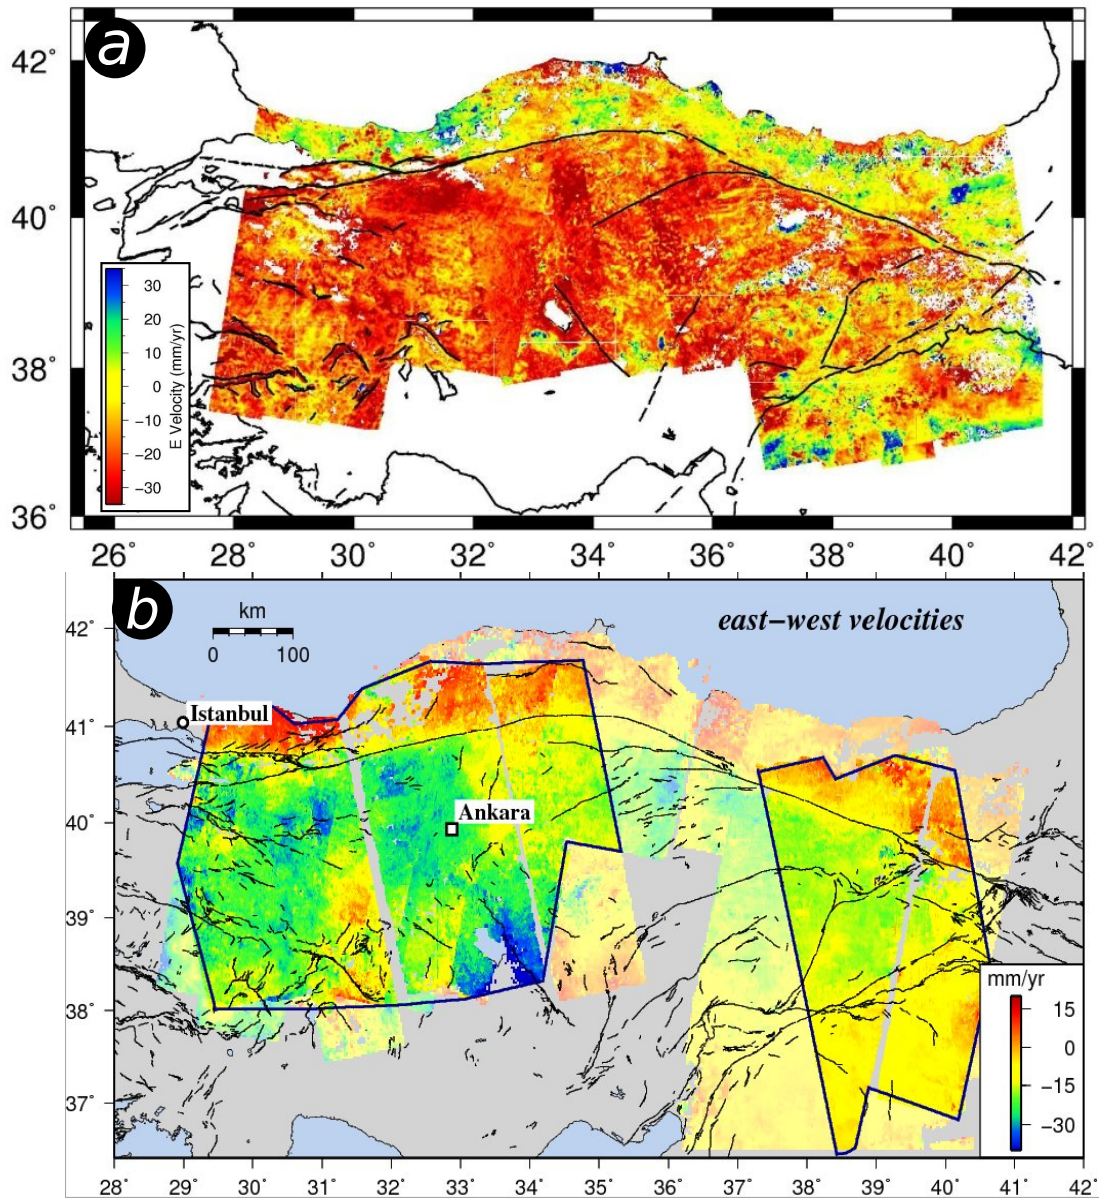 a
42°
40°
38°
36°
30
20
10
0
−10
−20
−30
E Velocity (mm/yr)
26° 28° 30° 32° 34° 36° 38° 40° 42°
b
km
0 100
east−west velocities
42°
41°
40°
39°
38°
37°
Istanbul
Ankara
mm/yr
15
0
−15
−30
28 29 30 31 32 33 34 35 36 37 38 39 40 41 42°